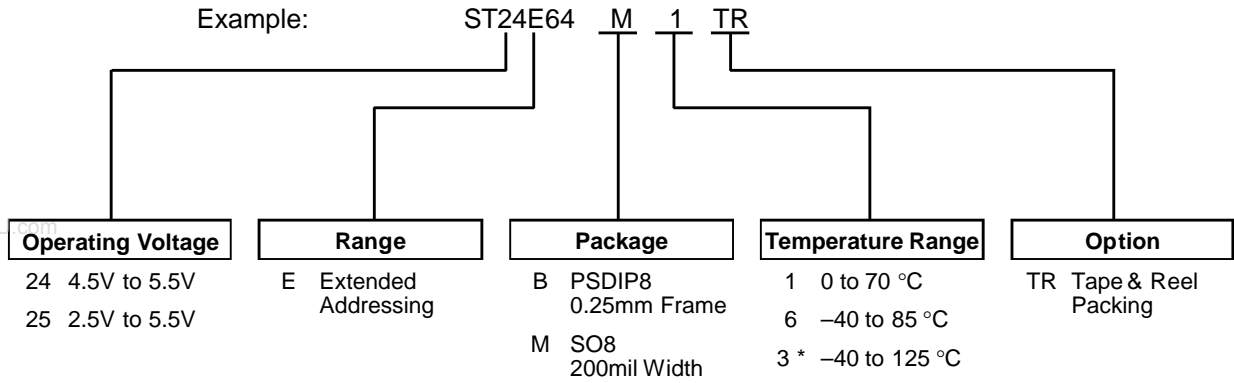 Example: ST24E64 M 1 TR
Operating Voltage
24 4.5V to 5.5V
25 2.5V to 5.5V
Range
E Extended
Addressing
Package
B PSDIP8
0.25mm Frame
M SO8
200mil Width
Temperature Range
1 0 to 70 °C
6 –40 to 85 °C
3 * –40 to 125 °C
Option
TR Tape & Reel
Packing